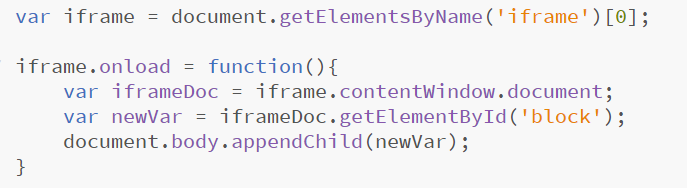 var iframe = document.getElementsByName('iframe')[0];
iframe.onload = function(){
var iframeDoc = iframe.contentWindow.document;
var newVar = iframeDoc.getElementById('block');
document.body.appendChild(newVar);
}